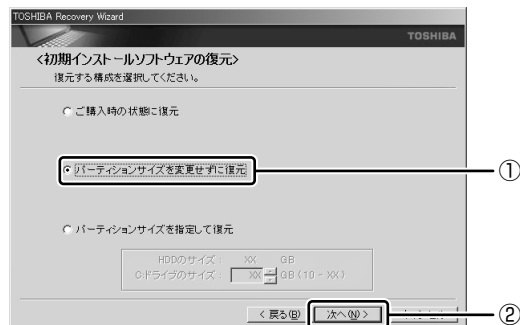 TOSHIBA Recovery Wizard
TOSHIBA
<初期インストールソフトウェアの復元>
復元する構成を選択してください。
ご購入時の状態に復元
パーティションサイズを変更せずに復元
①
パーティションサイズを指定して復元
HDDのサイズ： XX GB
C:ドライブのサイズ： XX GB (10 - XX)
< 戻る(B) 次へ(N) >
②